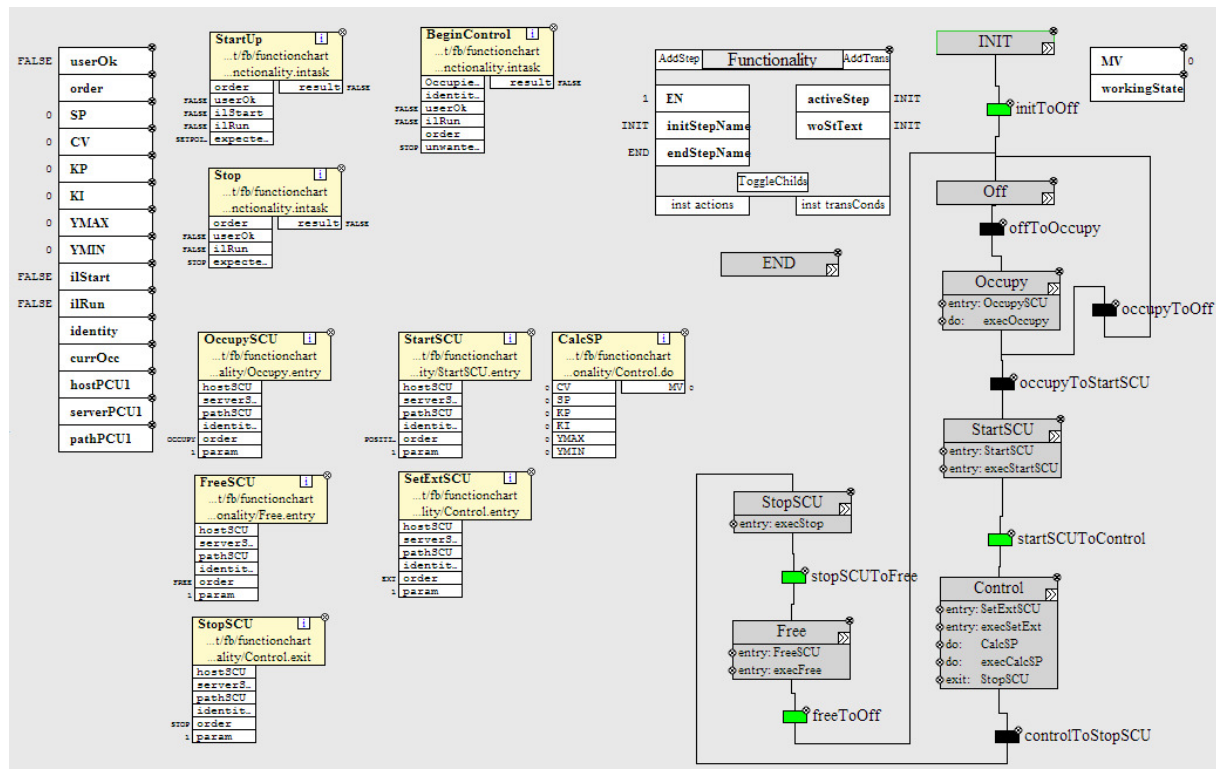 FALSE userOk
order
0 SP
0 CV
0 KP
0 KI
0 YMAX
0 YMIN
FALSE ilStart
FALSE ilRun
identity
currOcc
hostPCU1
serverPCU1
pathPCU1
StartUp i
...t/fb/functionchart
...nctionality.intask
order result FALSE
FALSE userOk
FALSE ilStart
FALSE ilRun
SETPOI… expecte…
Stop i
...t/fb/functionchart
...nctionality.intask
order result FALSE
FALSE userOk
FALSE ilRun
STOP expecte…
BeginControl i
...t/fb/functionchart
...nctionality.intask
Occupie… result FALSE
identit…
FALSE userOk
FALSE ilRun
order
STOP unwante…
OccupySCU i
...t/fb/functionchart
...ality/Occupy.entry
hostSCU
serverS…
pathSCU
identit…
OCCUPY order
1 param
StartSCU i
...t/fb/functionchart
...ity/StartSCU.entry
hostSCU
serverS…
pathSCU
identit…
POSITI… order
1 param
CalcSP i
...t/fb/functionchart
...onality/Control.do
0 CV MV 0
0 SP
0 KP
0 KI
0 YMAX
0 YMIN
FreeSCU i
...t/fb/functionchart
...onality/Free.entry
hostSCU
serverS…
pathSCU
identit…
FREE order
1 param
SetExtSCU i
...t/fb/functionchart
...lity/Control.entry
hostSCU
serverS…
pathSCU
identit…
EXT order
1 param
StopSCU i
...t/fb/functionchart
...ality/Control.exit
hostSCU
serverS…
pathSCU
identit…
STOP order
1 param
AddStep Functionality AddTrans
1 EN activeStep INIT
INIT initStepName woStText INIT
END endStepName
ToggleChilds
inst actions inst transConds
END
INIT
initToOff
MV 0
workingState
Off
offToOccupy
Occupy
entry: OccupySCU
do: execOccupy
occupyToOff
occupyToStartSCU
StartSCU
entry: StartSCU
entry: execStartSCU
startSCUToControl
Control
entry: SetExtSCU
entry: execSetExt
do: CalcSP
do: execCalcSP
exit: StopSCU
controlToStopSCU
StopSCU
entry: execStop
stopSCUToFree
Free
entry: FreeSCU
entry: execFree
freeToOff